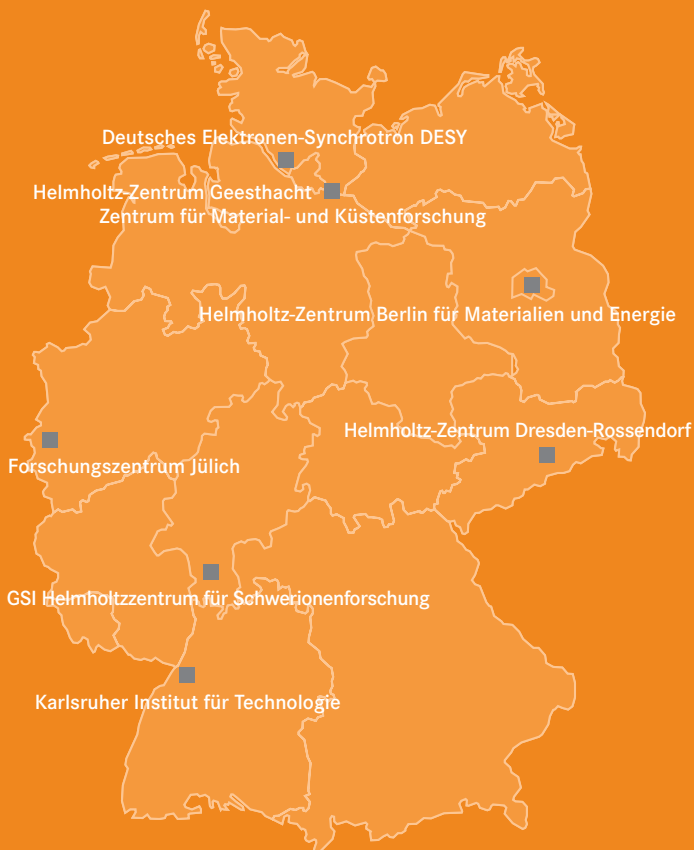 Deutsches Elektronen-Synchrotron DESY
Helmholtz-Zentrum Geesthacht
Zentrum für Material- und Küstenforschung
Helmholtz-Zentrum Berlin für Materialien und Energie
Helmholtz-Zentrum Dresden-Rossendorf
Forschungszentrum Jülich
GSI Helmholtzzentrum für Schwerionenforschung
Karlsruher Institut für Technologie